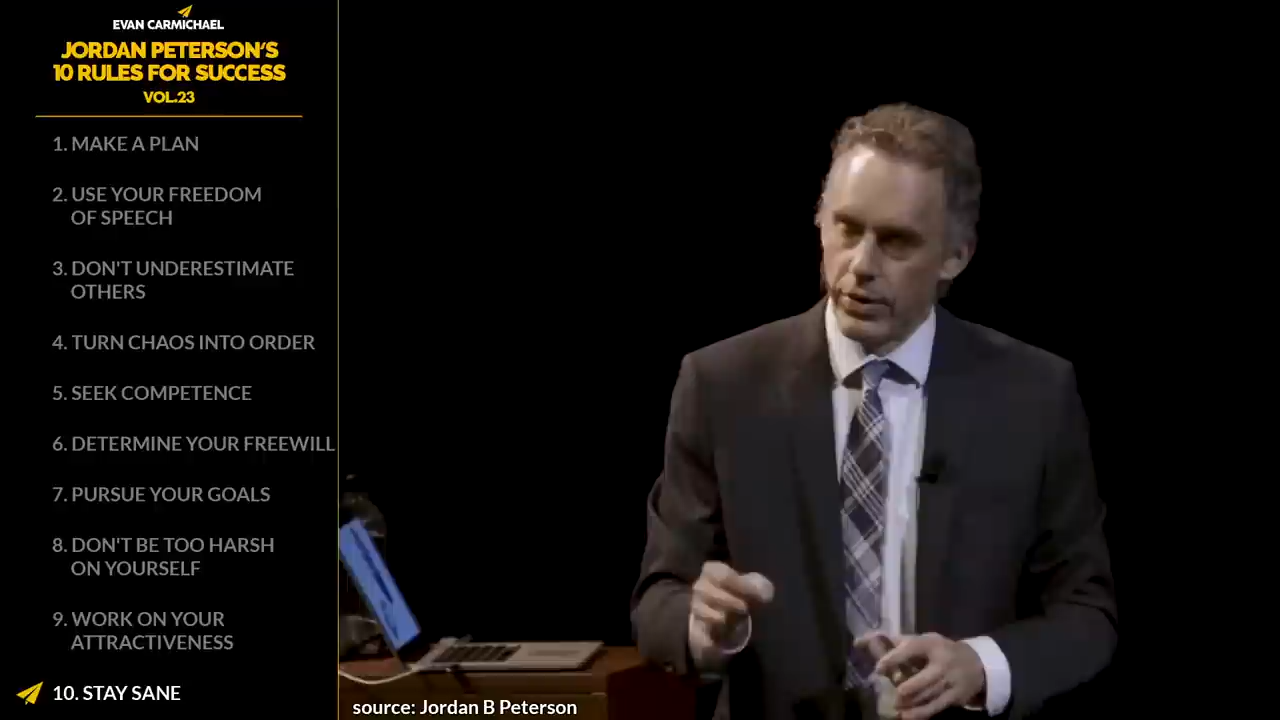 EVAN CARMICHAEL
JORDAN PETERSON'S
10 RULES FOR SUCCESS
VOL.23
1. MAKE A PLAN
2. USE YOUR FREEDOM
OF SPEECH
3. DON'T UNDERESTIMATE
OTHERS
4. TURN CHAOS INTO ORDER
5. SEEK COMPETENCE
6. DETERMINE YOUR FREEWILL
7. PURSUE YOUR GOALS
8. DON'T BE TOO HARSH
ON YOURSELF
9. WORK ON YOUR
ATTRACTIVENESS
10. STAY SANE
source: Jordan B Peterson